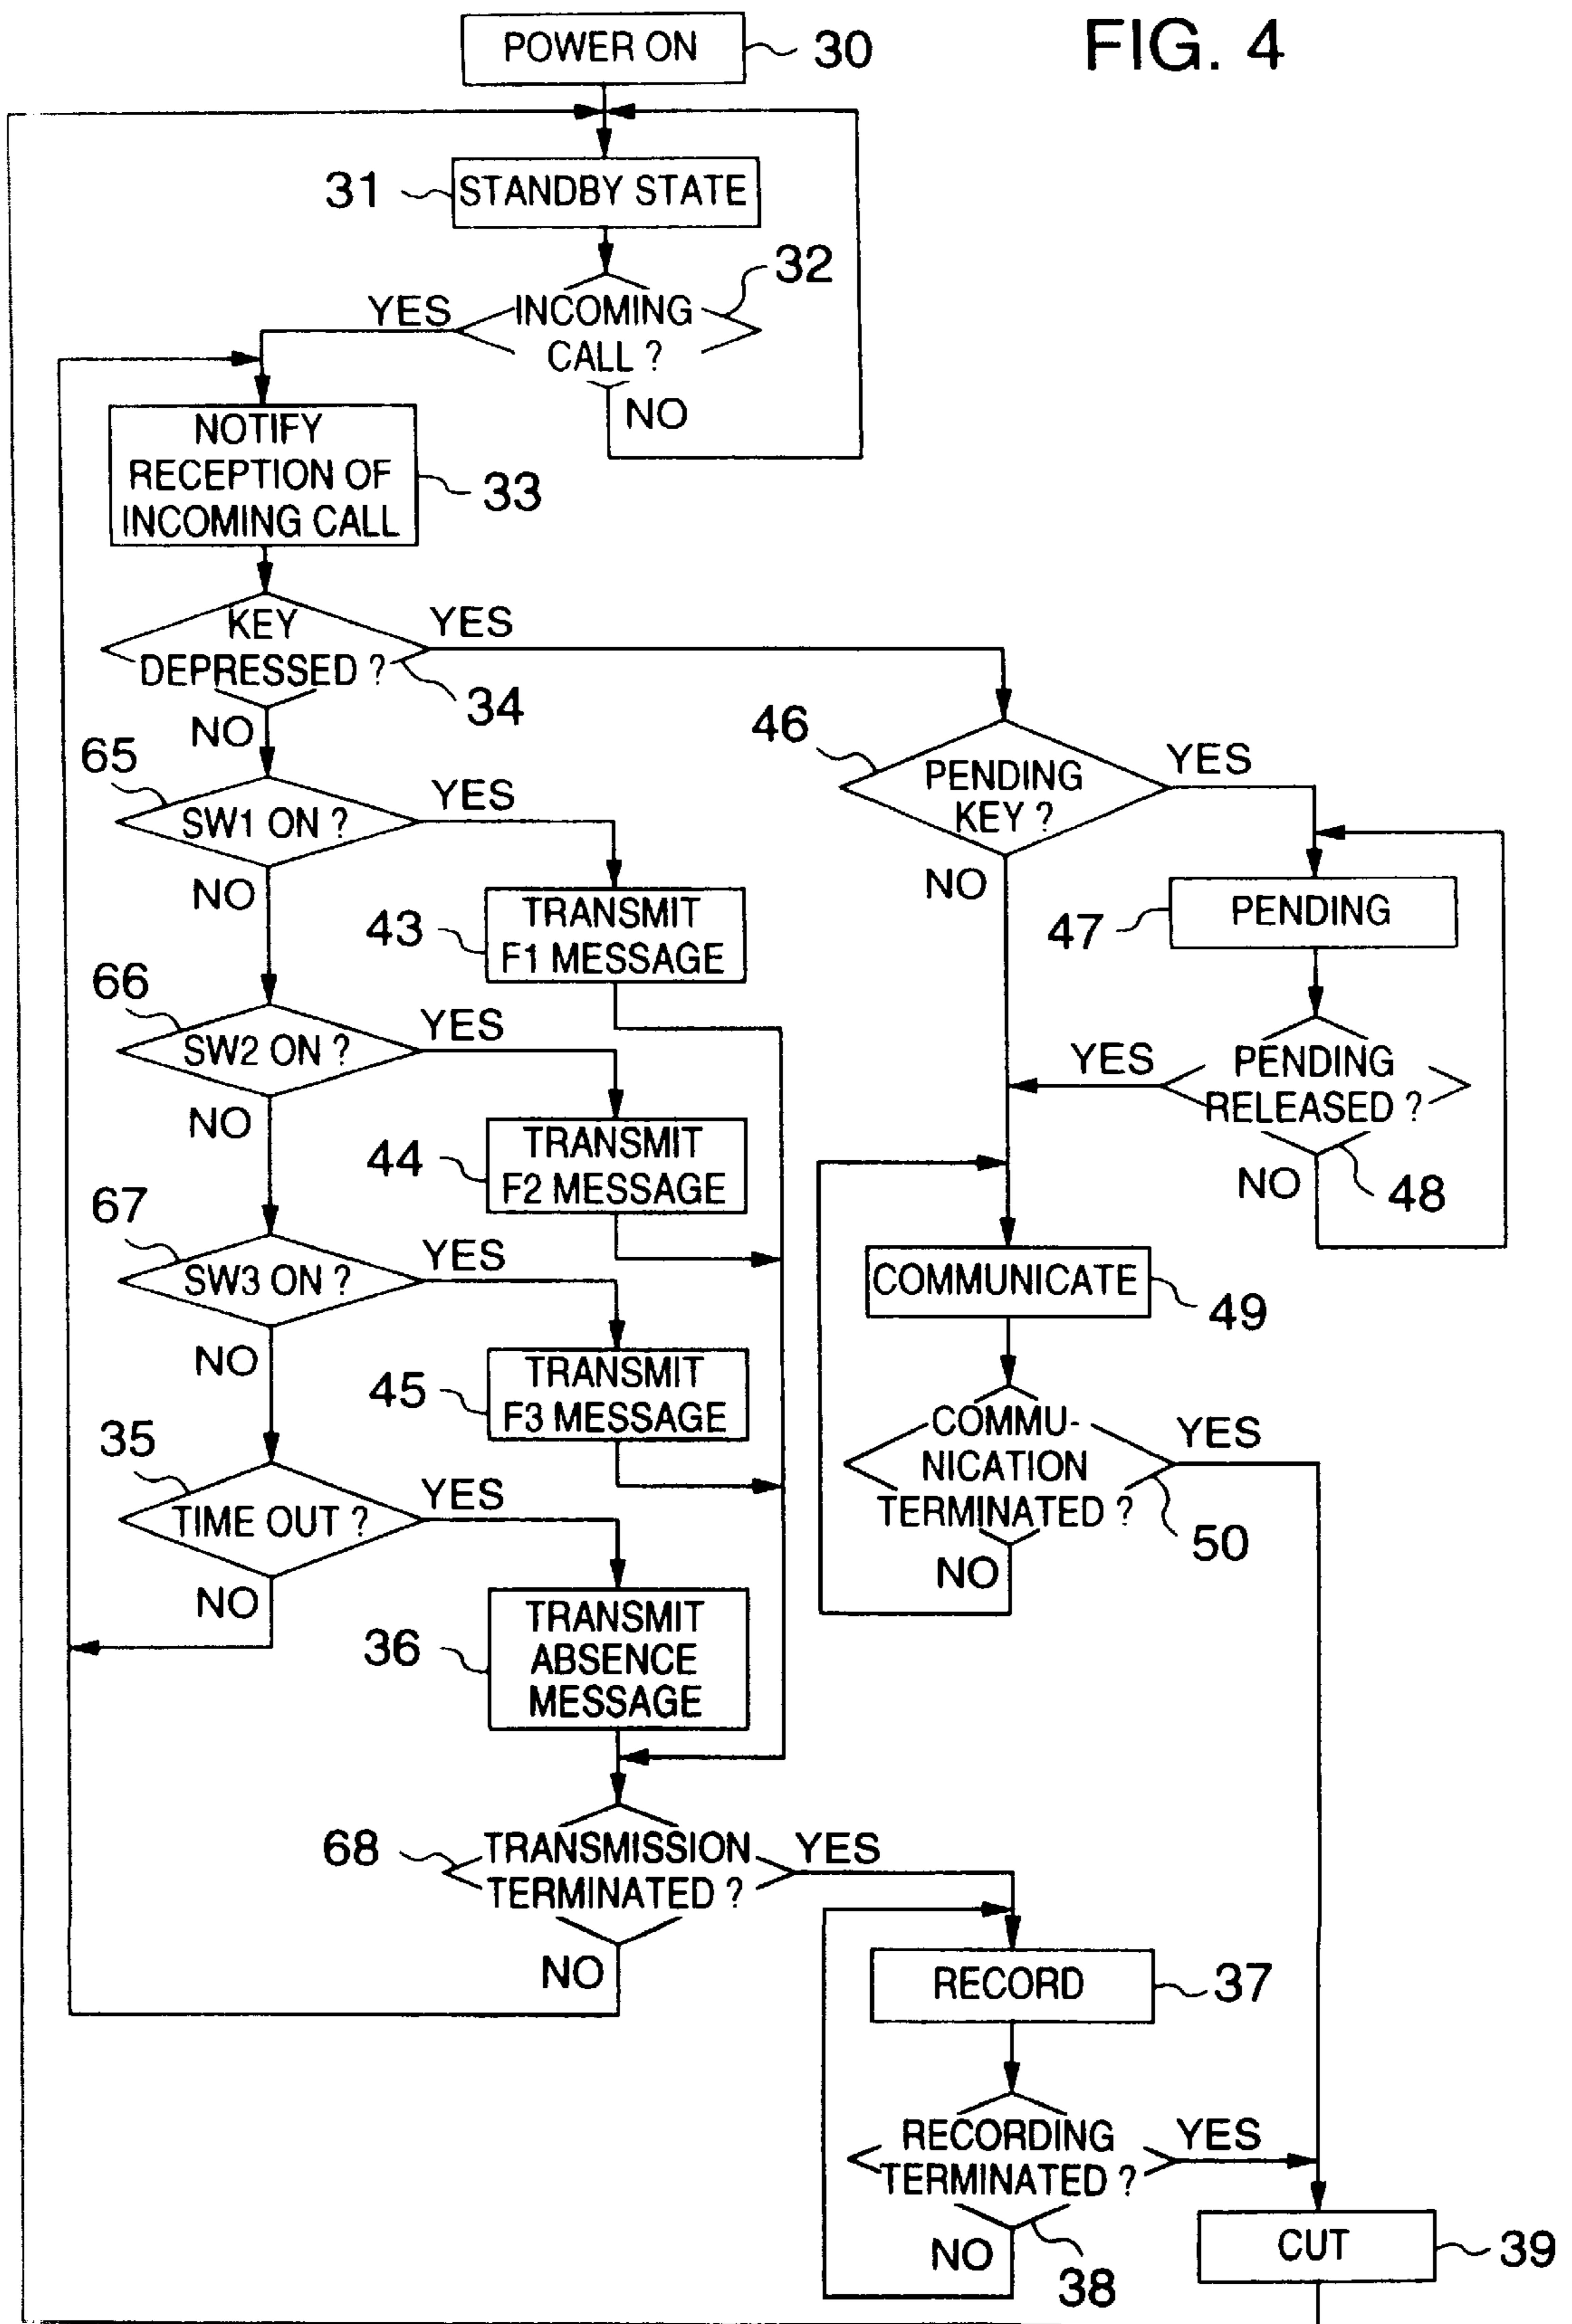 FIG. 4
POWER ON
30
31
STANDBY STATE
32
INCOMING
CALL ?
YES
NO
NOTIFY
RECEPTION OF
INCOMING CALL
33
KEY
DEPRESSED ?
YES
34
NO
65
SW1 ON ?
YES
NO
43
TRANSMIT
F1 MESSAGE
66
SW2 ON ?
YES
NO
44
TRANSMIT
F2 MESSAGE
67
SW3 ON ?
YES
NO
45
TRANSMIT
F3 MESSAGE
35
TIME OUT ?
YES
NO
36
TRANSMIT
ABSENCE
MESSAGE
68
TRANSMISSION
TERMINATED ?
YES
NO
46
PENDING
KEY ?
YES
NO
47
PENDING
PENDING
RELEASED ?
YES
NO
48
COMMUNICATE
49
COMMU-
NICATION
TERMINATED ?
YES
50
NO
RECORD
37
RECORDING
TERMINATED ?
YES
NO
38
CUT
39